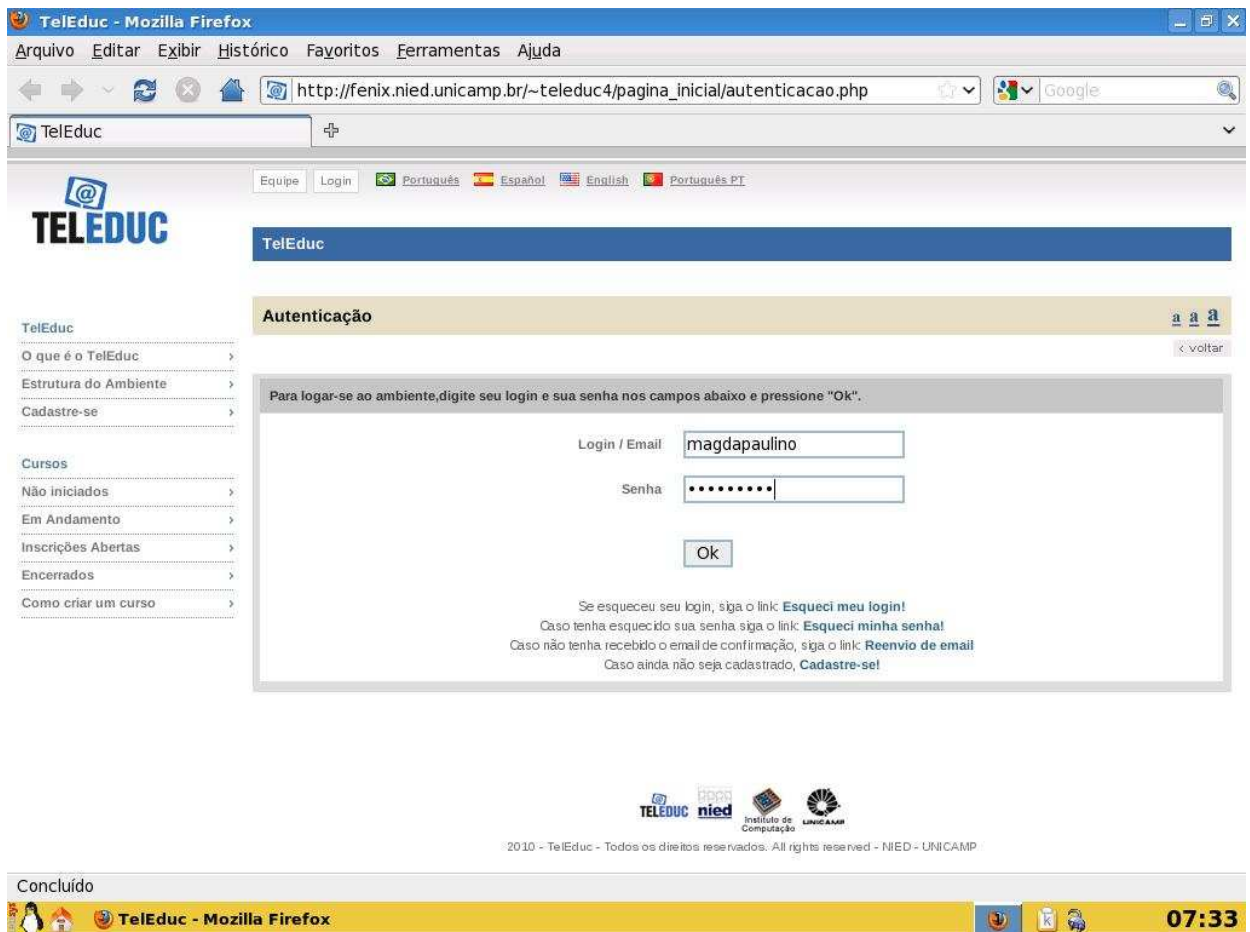 TelEduc - Mozilla Firefox
Arquivo Editar Exibir Histórico Favoritos Ferramentas Ajuda
http://fenix.nied.unicamp.br/~teleduc4/pagina_inicial/autenticacao.php Google
TelEduc
Equipe Login Português Español English Português PT
TELEDUC
TelEduc
Autenticação a a a
‹ voltar
TelEduc
O que é o TelEduc ›
Estrutura do Ambiente ›
Cadastre-se ›
Cursos
Não iniciados ›
Em Andamento ›
Inscrições Abertas ›
Encerrados ›
Como criar um curso ›
Para logar-se ao ambiente,digite seu login e sua senha nos campos abaixo e pressione "Ok".
Login / Email magdapaulino
Senha •••••••••
Ok
Se esqueceu seu login, siga o link: Esqueci meu login!
Caso tenha esquecido sua senha siga o link: Esqueci minha senha!
Caso não tenha recebido o email de confirmação, siga o link: Reenvio de email
Caso ainda não seja cadastrado, Cadastre-se!
TELEDUC nied Instituto de Computação UNICAMP
2010 - TelEduc - Todos os direitos reservados. All rights reserved - NIED - UNICAMP
Concluído
TelEduc - Mozilla Firefox 07:33